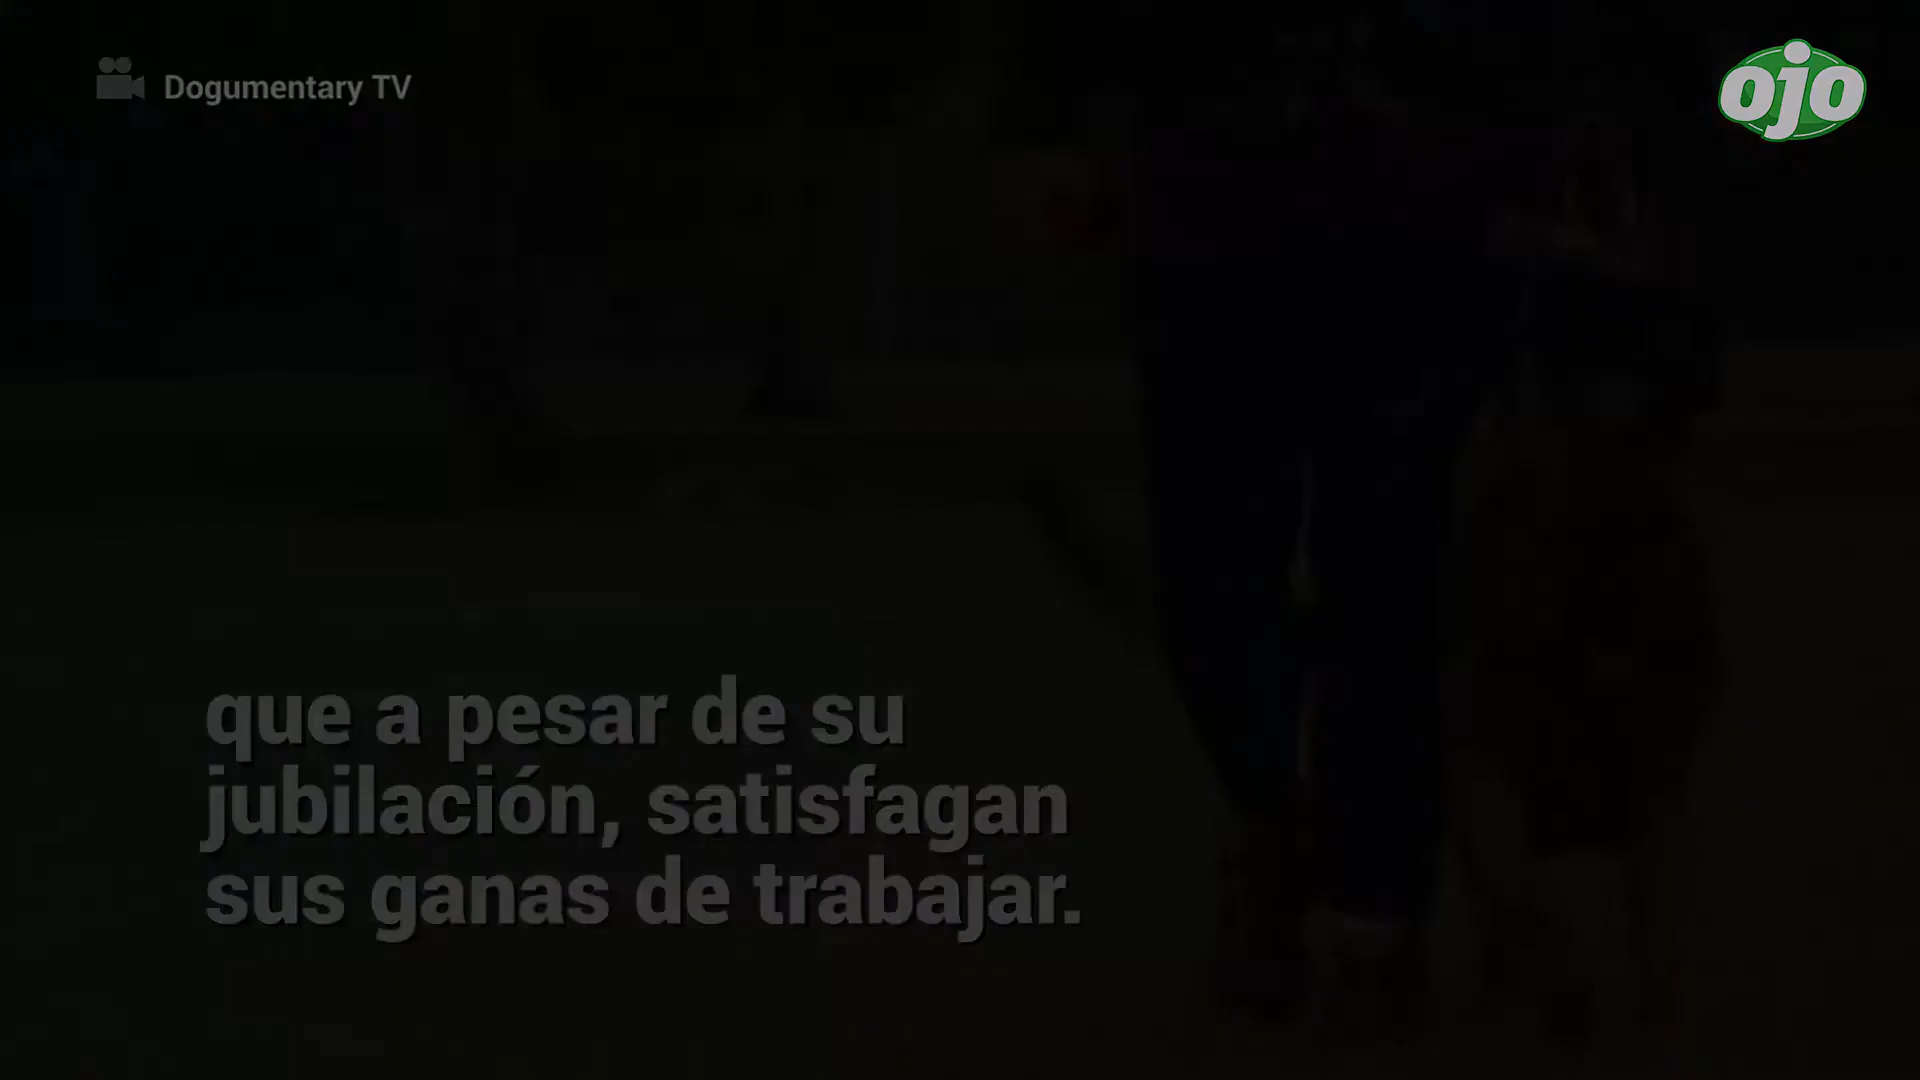 Dogumentary TV
ojo
que a pesar de su
jubilación, satisfagan
sus ganas de trabajar.